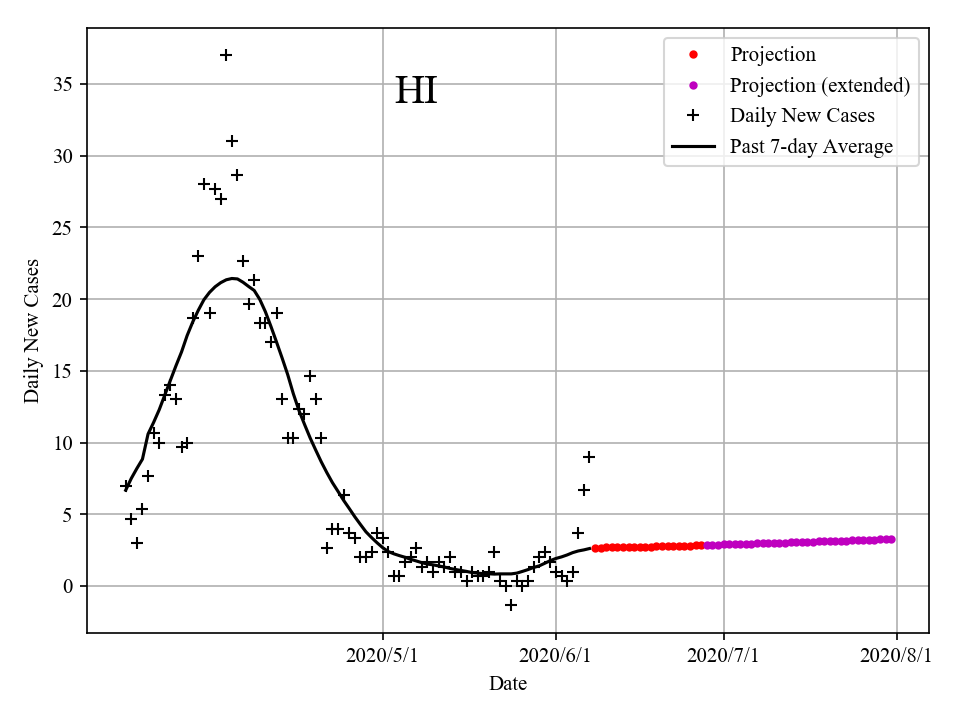 HI
Projection
Projection (extended)
Daily New Cases
Past 7-day Average
35
30
25
20
15
10
5
0
Daily New Cases
2020/5/1
2020/6/1
2020/7/1
2020/8/1
Date